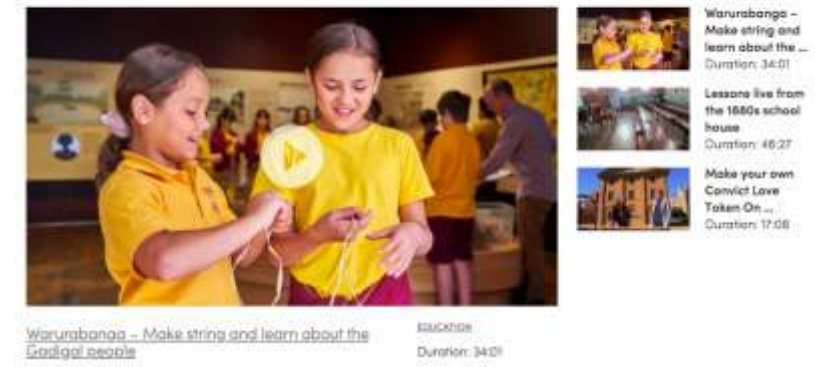 Warurabanga – Make string and learn about the
Gadigal people
EDUCATION
Duration: 34:01
Warurabanga –
Make string and
learn about the ...
Duration: 34:01
Lessons live from
the 1880s school
house
Duration: 46:27
Make your own
Convict Love
Token On ...
Duration: 17:06